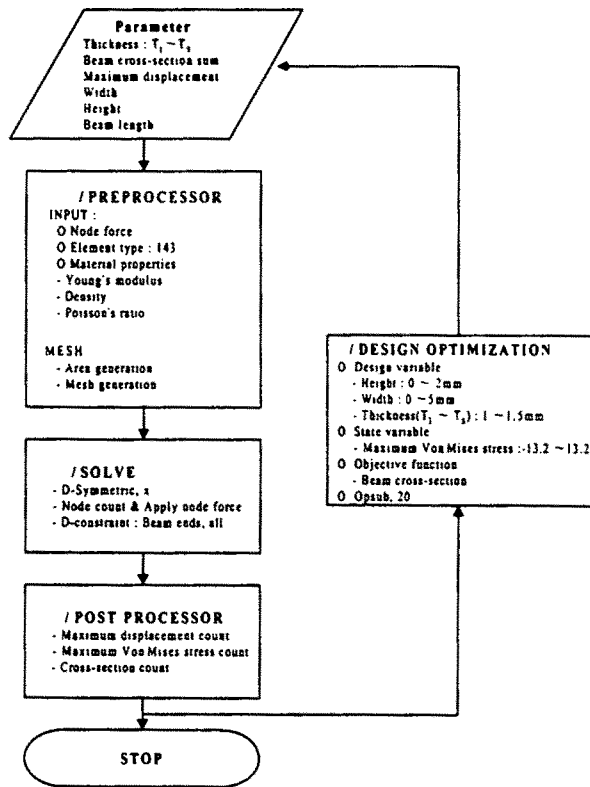 Parameter
Thickness : T1 ~ T8
Beam cross-section sum
Maximum displacement
Width
Height
Beam length
/ PREPROCESSOR
INPUT :
O Node force
O Element type : 143
O Material properties
- Young's modulus
- Density
- Poisson's ratio
MESH
- Area generation
- Mesh generation
/ SOLVE
- D-Symmetric, x
- Node count & Apply node force
- D-constraint : Beam ends, all
/ POST PROCESSOR
- Maximum displacement count
- Maximum Von Mises stress count
- Cross-section count
STOP
/ DESIGN OPTIMIZATION
O Design variable
- Height : 0 ~ 2mm
- Width : 0 ~ 5mm
- Thickness(T1 ~ T8) : 1 ~ 1.5mm
O State variable
- Maximum Von Mises stress : -13.2 ~ 13.2
O Objective function
- Beam cross-section
O Opsub, 20